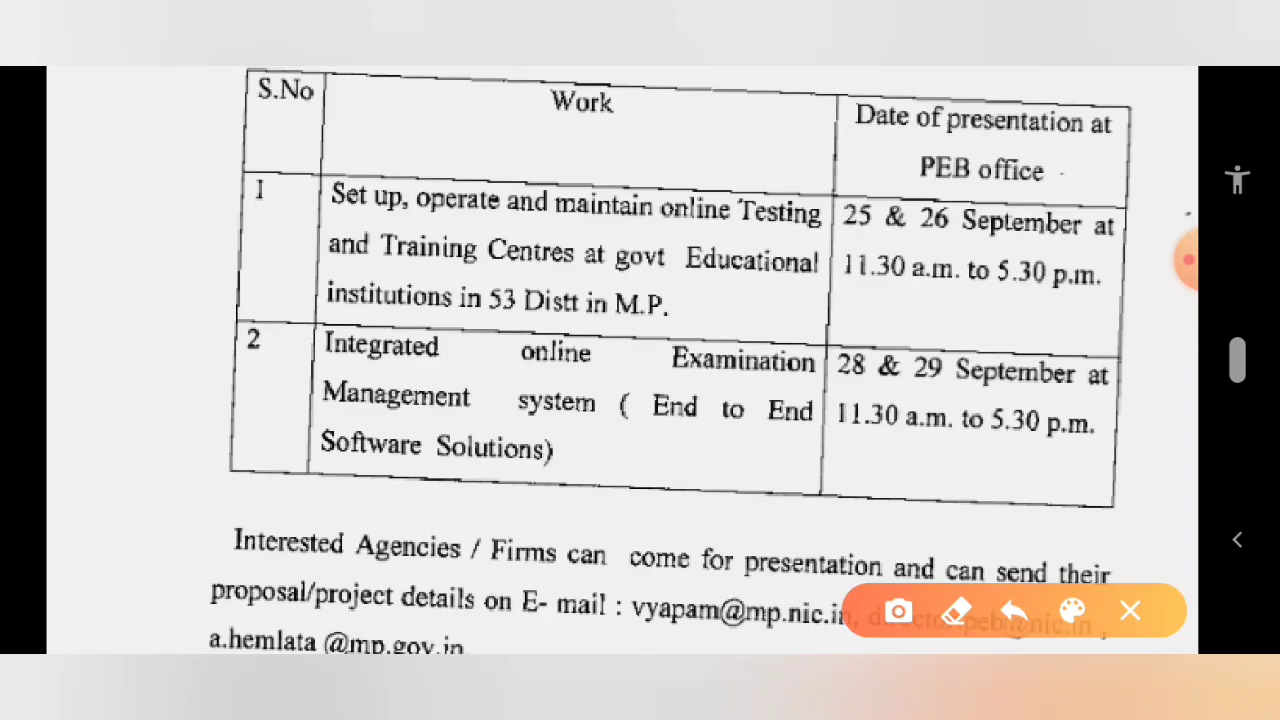 S.No Work Date of presentation at
PEB office
1 Set up, operate and maintain online Testing 25 & 26 September at
and Training Centres at govt Educational 11.30 a.m. to 5.30 p.m.
institutions in 53 Distt in M.P.
2 Integrated online Examination 28 & 29 September at
Management system ( End to End 11.30 a.m. to 5.30 p.m.
Software Solutions)
Interested Agencies / Firms can come for presentation and can send their
proposal/project details on E- mail : vyapam@mp.nic.in,
a.hemlata @mp.gov.in